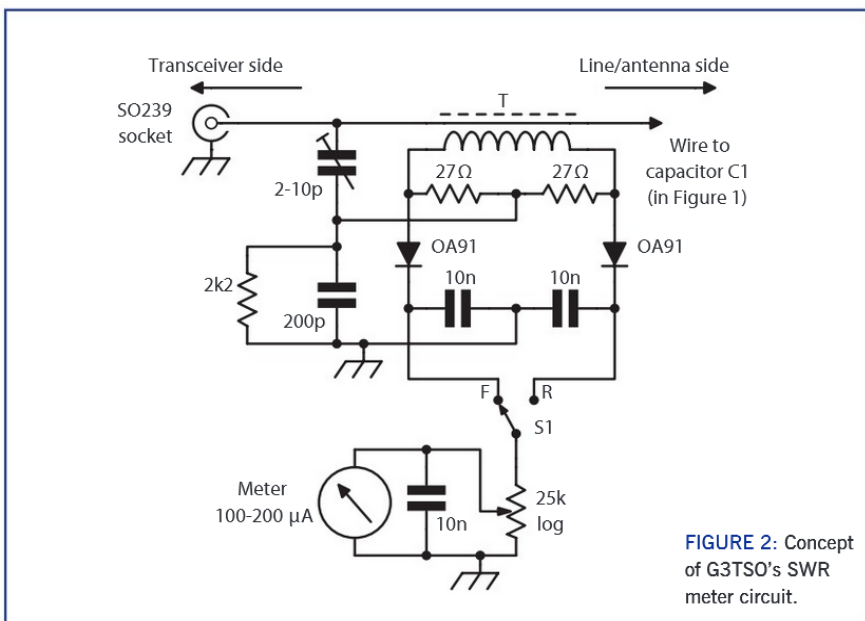 Transceiver side
Line/antenna side
SO239
socket
T
Wire to
capacitor C1
(in Figure 1)
2-10p
27Ω
27Ω
OA91
OA91
2k2
200p
10n
10n
F
R
S1
Meter
100-200 µA
10n
25k
log
FIGURE 2: Concept
of G3TSO's SWR
meter circuit.